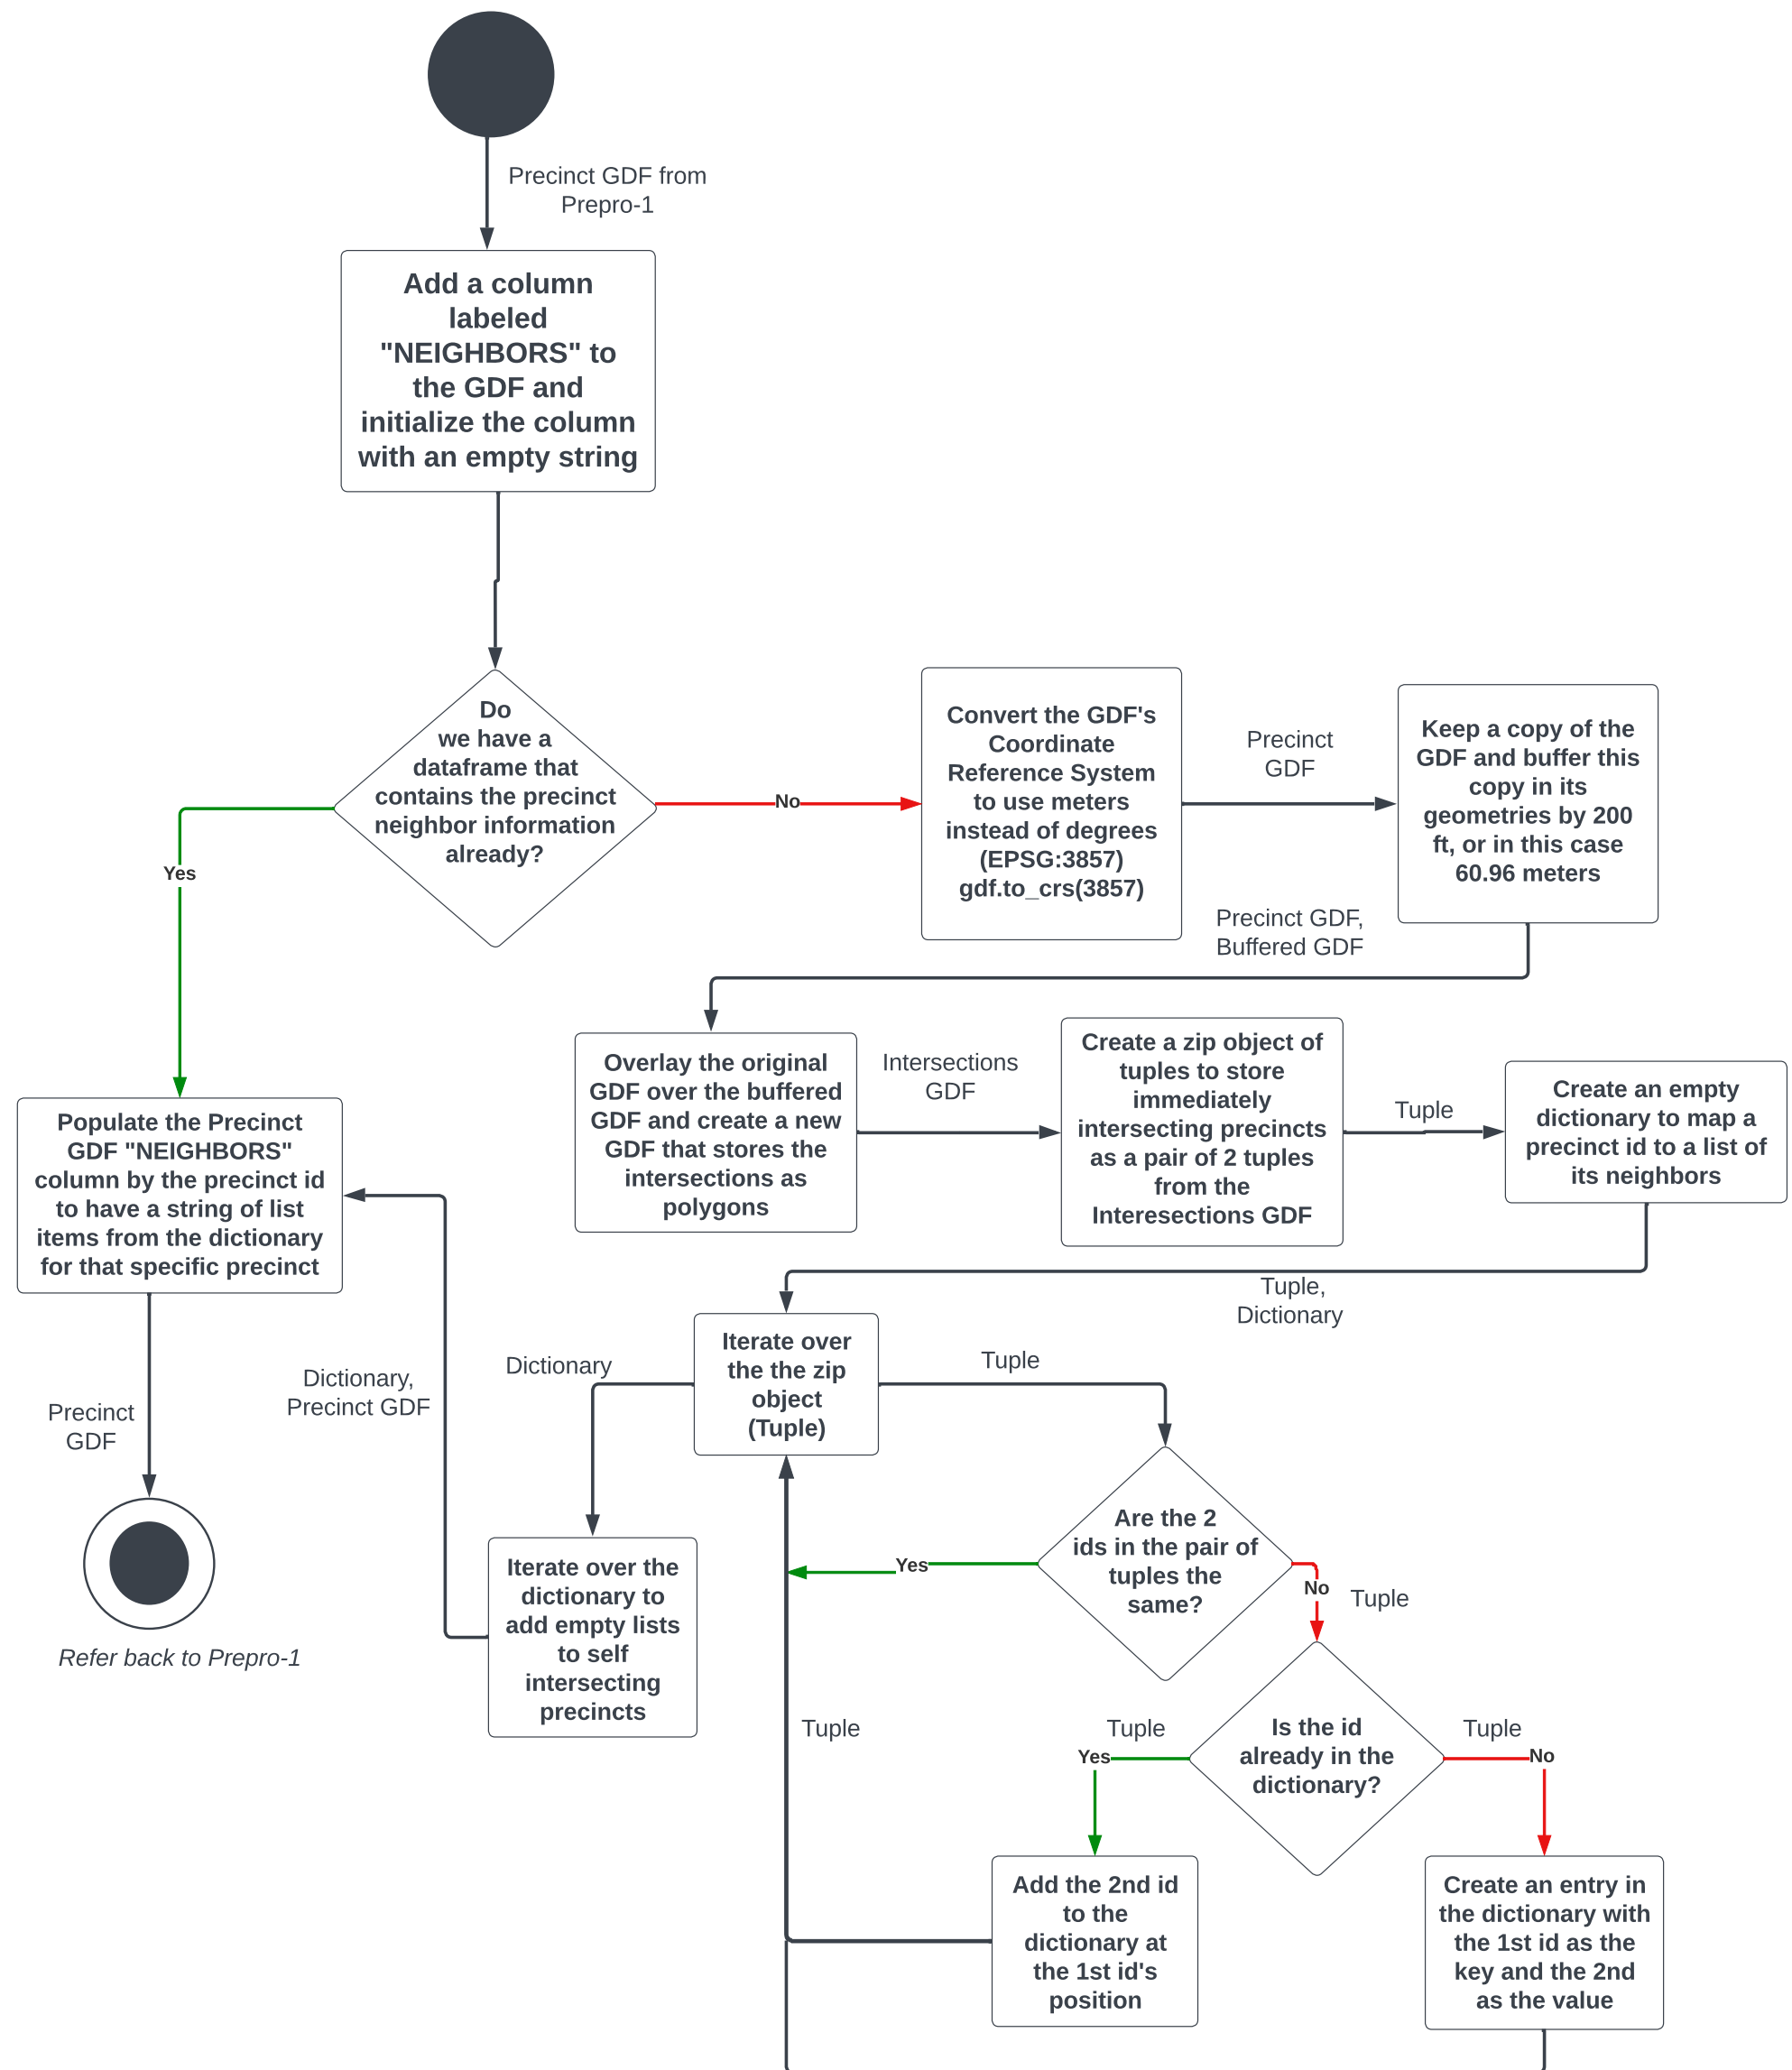 Precinct GDF from
Prepro-1
Add a column
labeled
"NEIGHBORS" to
the GDF and
initialize the column
with an empty string
Do
we have a
dataframe that
contains the precinct
neighbor information
already?
No
Yes
Convert the GDF's
Coordinate
Reference System
to use meters
instead of degrees
(EPSG:3857)
gdf.to_crs(3857)
Precinct
GDF
Keep a copy of the
GDF and buffer this
copy in its
geometries by 200
ft, or in this case
60.96 meters
Precinct GDF,
Buffered GDF
Overlay the original
GDF over the buffered
GDF and create a new
GDF that stores the
intersections as
polygons
Intersections
GDF
Create a zip object of
tuples to store
immediately
intersecting precincts
as a pair of 2 tuples
from the
Interesections GDF
Tuple
Create an empty
dictionary to map a
precinct id to a list of
its neighbors
Tuple,
Dictionary
Populate the Precinct
GDF "NEIGHBORS"
column by the precinct id
to have a string of list
items from the dictionary
for that specific precinct
Precinct
GDF
Dictionary,
Precinct GDF
Dictionary
Iterate over
the the zip
object
(Tuple)
Tuple
Are the 2
ids in the pair of
tuples the
same?
Yes
No
Tuple
Refer back to Prepro-1
Iterate over the
dictionary to
add empty lists
to self
intersecting
precincts
Tuple
Is the id
already in the
dictionary?
Tuple
Yes
Tuple
No
Add the 2nd id
to the
dictionary at
the 1st id's
position
Create an entry in
the dictionary with
the 1st id as the
key and the 2nd
as the value